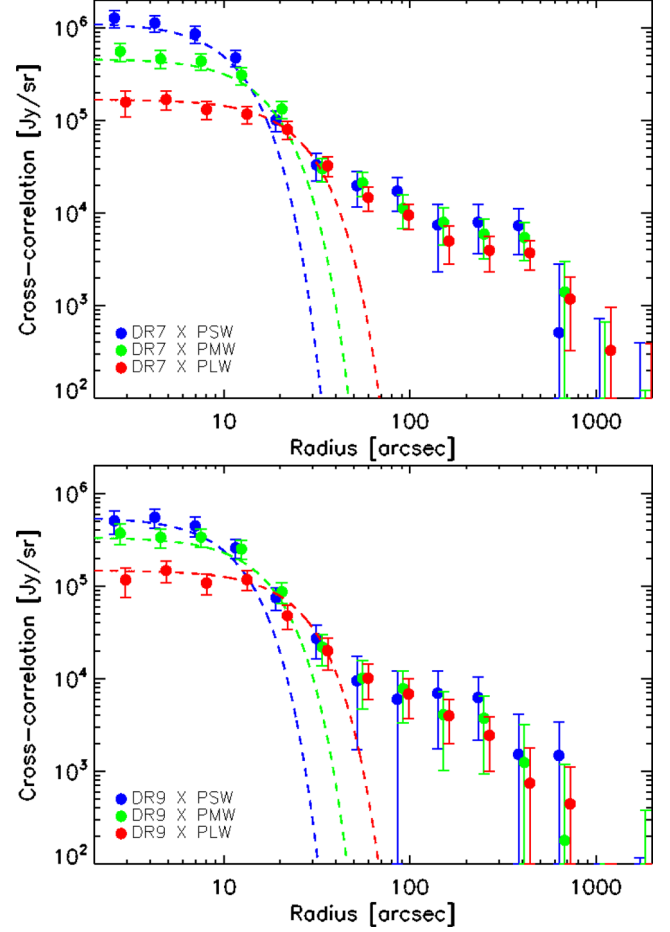 10⁶
10⁵
10⁴
10³
10²
Cross−correlation [Jy/sr]
DR7 X PSW
DR7 X PMW
DR7 X PLW
10 100 1000
Radius [arcsec]
10⁶
10⁵
10⁴
10³
10²
Cross−correlation [Jy/sr]
DR9 X PSW
DR9 X PMW
DR9 X PLW
10 100 1000
Radius [arcsec]